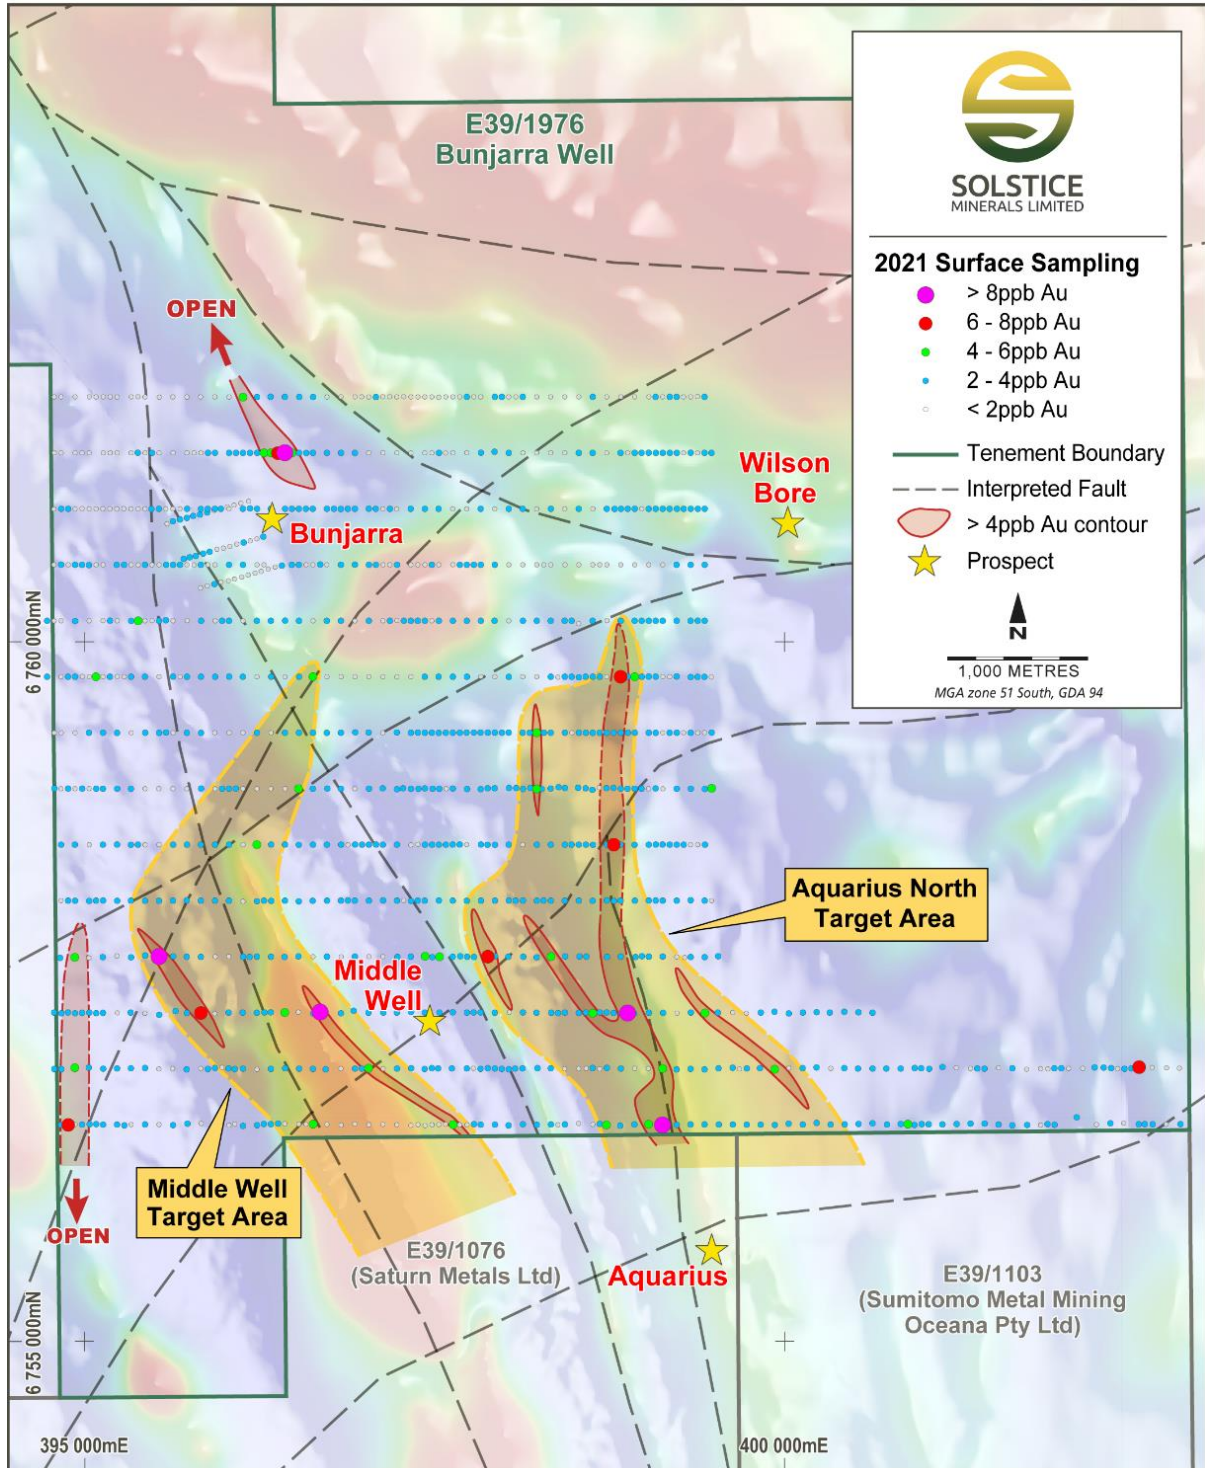 E39/1976
Bunjarra Well
SOLSTICE
MINERALS LIMITED
2021 Surface Sampling
> 8ppb Au
6 - 8ppb Au
4 - 6ppb Au
2 - 4ppb Au
< 2ppb Au
Tenement Boundary
Interpreted Fault
> 4ppb Au contour
Prospect
N
1,000 METRES
MGA zone 51 South, GDA 94
OPEN
Wilson
Bore
Bunjarra
6 760 000mN
Aquarius North
Target Area
Middle
Well
Middle Well
Target Area
OPEN
E39/1076
(Saturn Metals Ltd)
Aquarius
E39/1103
(Sumitomo Metal Mining
Oceana Pty Ltd)
6 755 000mN
395 000mE
400 000mE